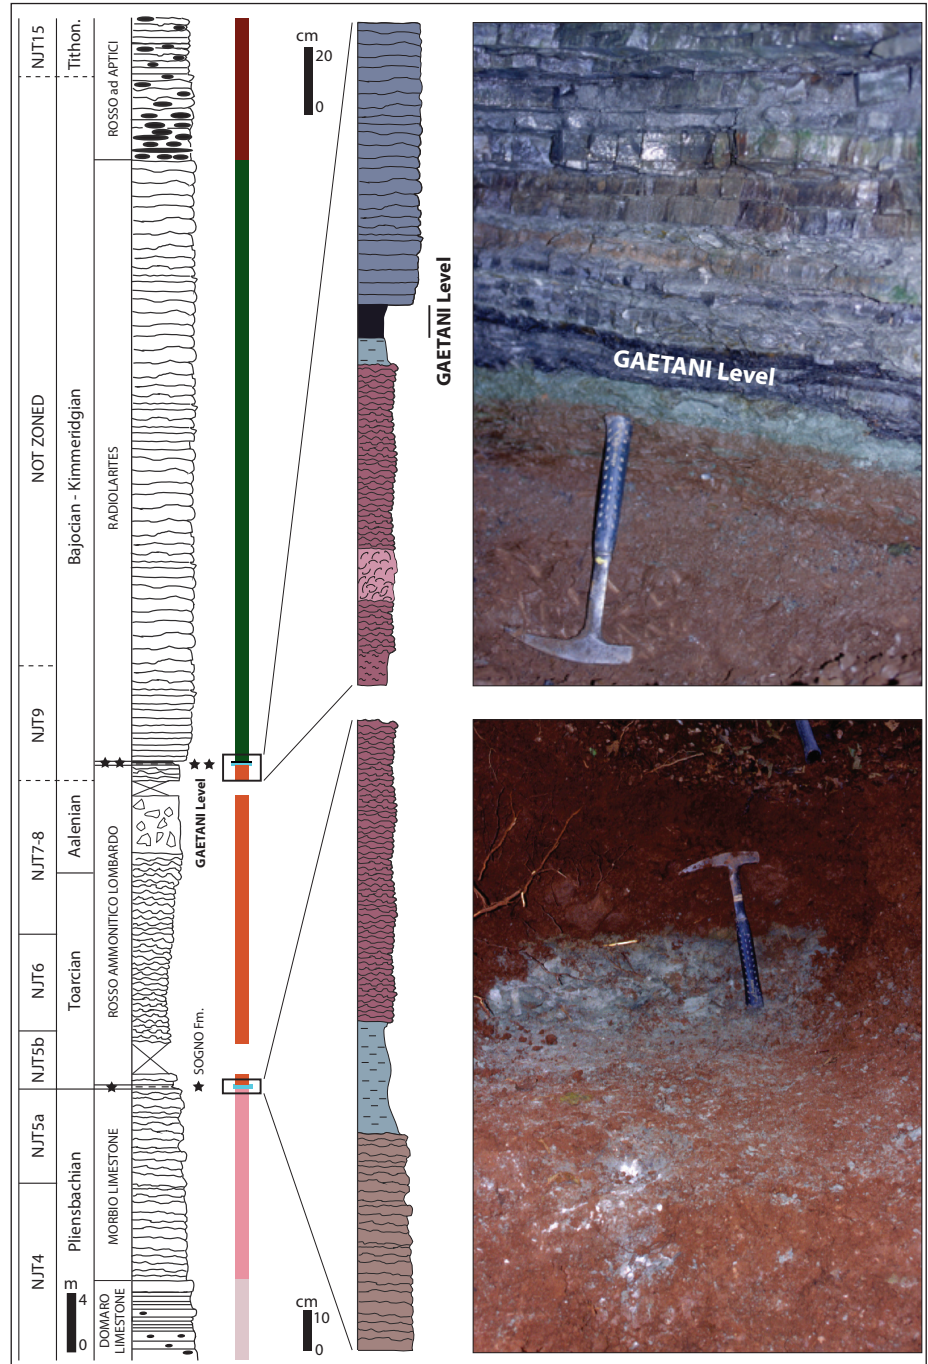 NJT15
NOT ZONED
NJT9
NJT7-8
NJT6
NJT5b
NJT5a
NJT4
Tithon.
Bajocian - Kimmeridgian
Aalenian
Toarcian
Pliensbachian
m
4
0
ROSSO ad APTICI
RADIOLARITES
ROSSO AMMONITICO LOMBARDO
MORBIO LIMESTONE
DOMARO
LIMESTONE
GAETANI Level
SOGNO Fm.
cm
20
0
GAETANI Level
cm
10
0
GAETANI Level